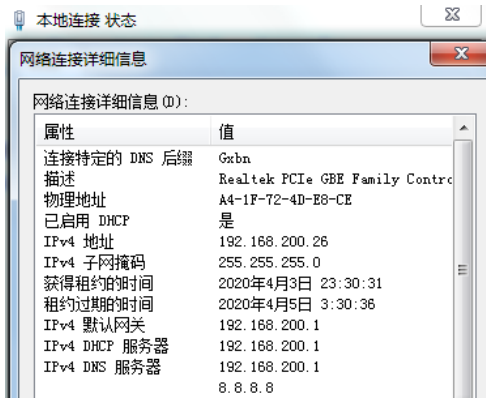 本地连接 状态
网络连接详细信息
网络连接详细信息(D):
属性 值
连接特定的 DNS 后缀 Gxbn
描述 Realtek PCIe GBE Family Contro
物理地址 A4-1F-72-4D-E8-CE
已启用 DHCP 是
IPv4 地址 192.168.200.26
IPv4 子网掩码 255.255.255.0
获得租约的时间 2020年4月3日 23:30:31
租约过期的时间 2020年4月5日 3:30:36
IPv4 默认网关 192.168.200.1
IPv4 DHCP 服务器 192.168.200.1
IPv4 DNS 服务器 192.168.200.1
8.8.8.8